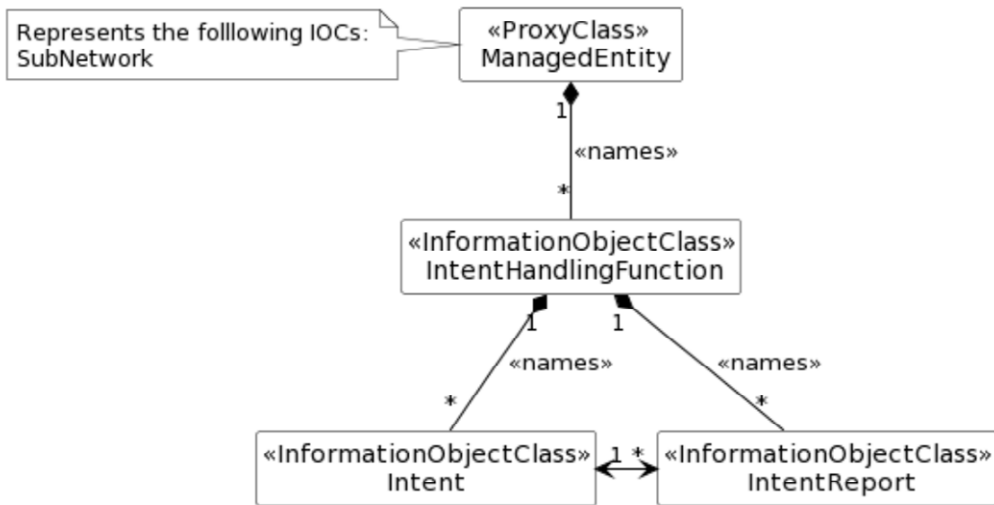 Represents the folllowing IOCs:
SubNetwork
«ProxyClass»
ManagedEntity
1
«names»
*
«InformationObjectClass»
IntentHandlingFunction
1
1
«names»
«names»
*
*
«InformationObjectClass»
Intent
1 *
«InformationObjectClass»
IntentReport